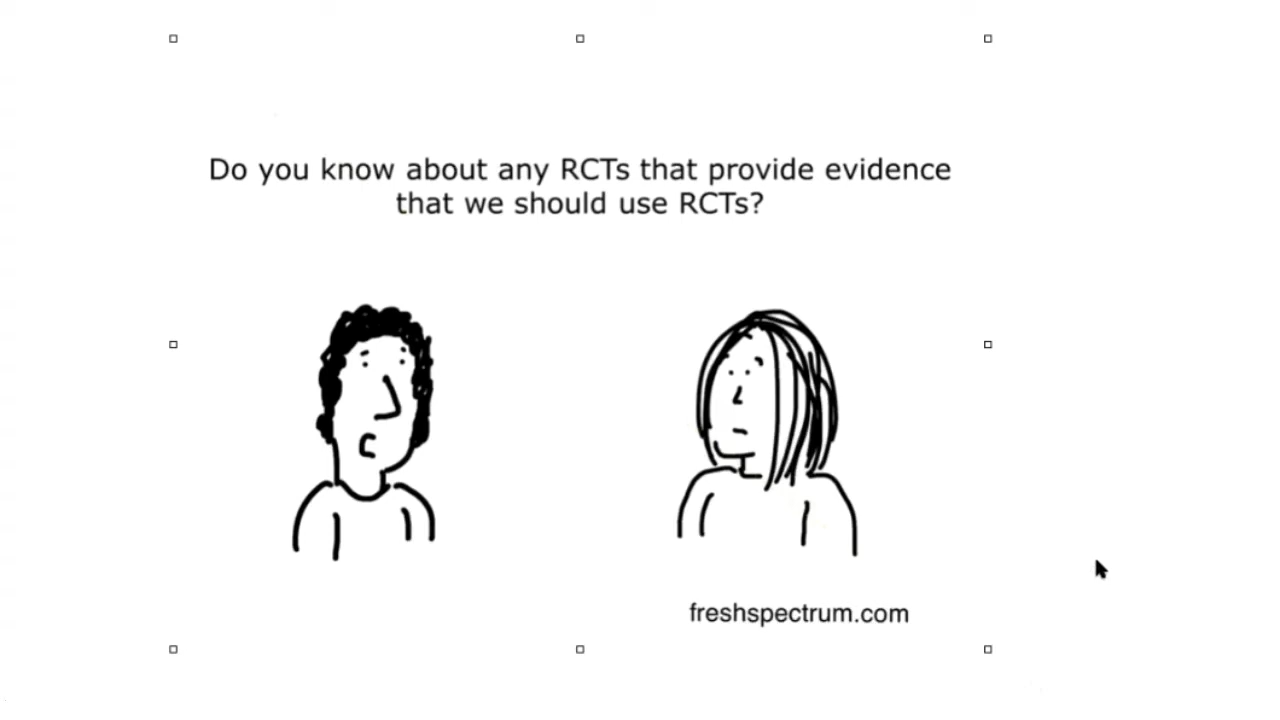 Do you know about any RCTs that provide evidence
that we should use RCTs?
freshspectrum.com